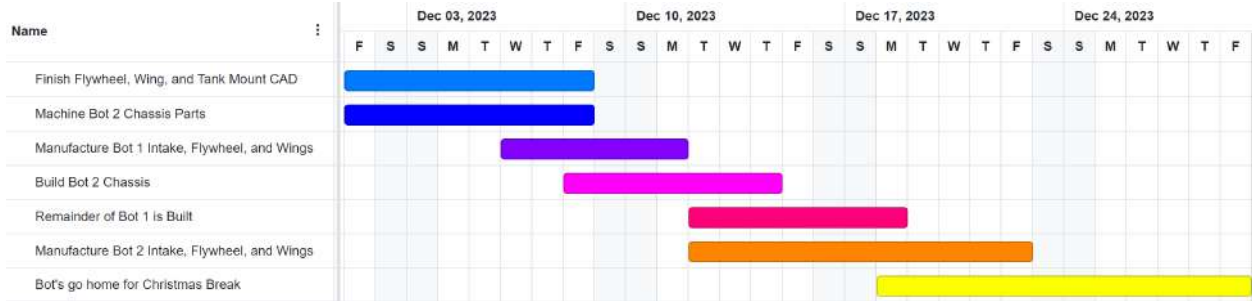 Dec 03, 2023 Dec 10, 2023 Dec 17, 2023 Dec 24, 2023
Name
F S S M T W T F S S M T W T F S S M T W T F S S M T W T F
Finish Flywheel, Wing, and Tank Mount CAD
Machine Bot 2 Chassis Parts
Manufacture Bot 1 Intake, Flywheel, and Wings
Build Bot 2 Chassis
Remainder of Bot 1 is Built
Manufacture Bot 2 Intake, Flywheel, and Wings
Bot's go home for Christmas Break